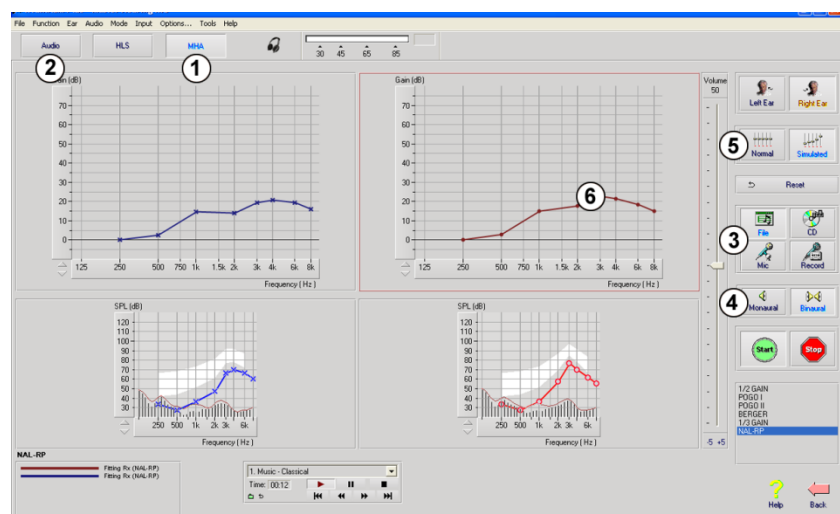 File Function Ear Audio Mode Input Options... Tools Help
Audio HLS MHA
30 45 65 85
2 1
Gain (dB)
70
60
50
40
30
20
10
0
125 250 500 750 1k 1.5k 2k 3k 4k 6k 8k
Frequency ( Hz )
Gain (dB)
70
60
50
40
30
20
10
0
6
125 250 500 750 1k 1.5k 2k 3k 4k 6k 8k
Frequency ( Hz )
Volume
50
-5 +5
Left Ear Right Ear
5
Normal Simulated
Reset
3
File CD
Mic Record
4
Monaural Binaural
Start Stop
1/2 GAIN
POGO I
POGO II
BERGER
1/3 GAIN
NAL-RP
SPL (dB)
120
110
100
90
80
70
60
50
40
30
250 500 1k 2k 3k 6k
Frequency ( Hz )
SPL (dB)
120
110
100
90
80
70
60
50
40
30
250 500 1k 2k 3k 6k
Frequency ( Hz )
NAL-RP
Fitting Rx (NAL-RP)
Fitting Rx (NAL-RP)
1. Music - Classical
Time: 00:12
Help Back